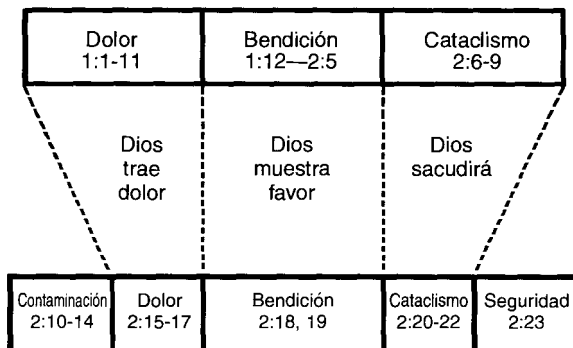 Dolor
1:1-11
Bendición
1:12—2:5
Cataclismo
2:6-9
Dios
trae
dolor
Dios
muestra
favor
Dios
sacudirá
Contaminación
2:10-14
Dolor
2:15-17
Bendición
2:18, 19
Cataclismo
2:20-22
Seguridad
2:23